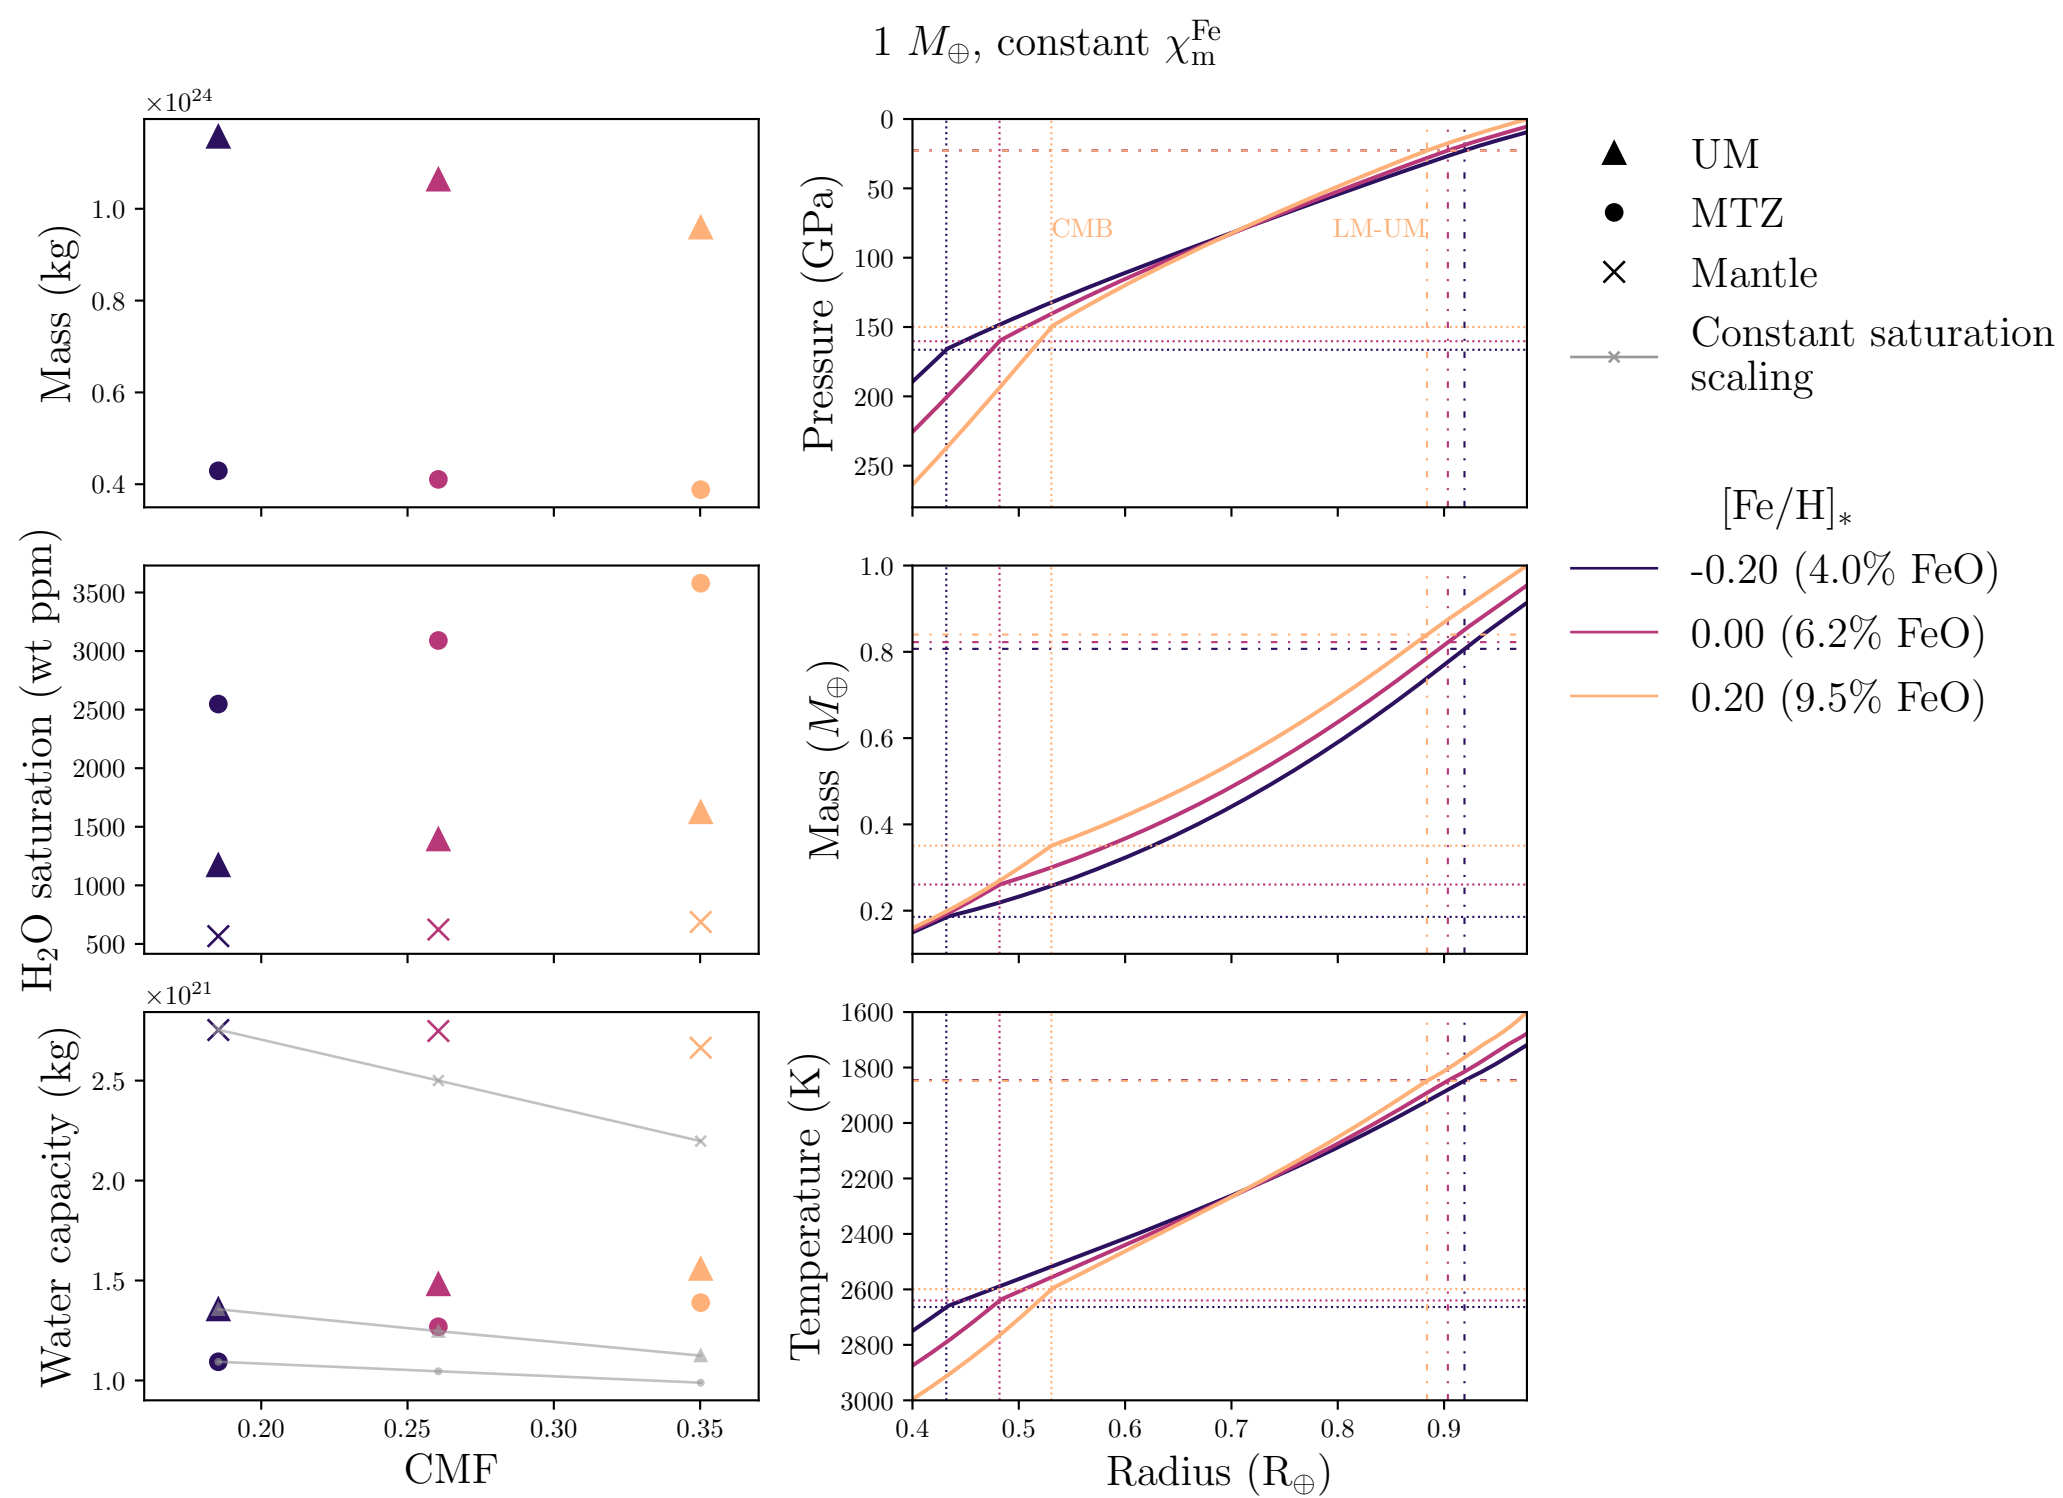 1 M⊕, constant χ_m^Fe
×10^24
1.0
0.8
0.6
0.4
Mass (kg)
0
50
100
150
200
250
Pressure (GPa)
CMB
LM-UM
UM
MTZ
Mantle
Constant saturation
scaling
[Fe/H]*
-0.20 (4.0% FeO)
0.00 (6.2% FeO)
0.20 (9.5% FeO)
3500
3000
2500
2000
1500
1000
500
H₂O saturation (wt ppm)
1.0
0.8
0.6
0.4
0.2
Mass (M⊕)
×10^21
2.5
2.0
1.5
1.0
Water capacity (kg)
0.20 0.25 0.30 0.35
CMF
1600
1800
2000
2200
2400
2600
2800
3000
Temperature (K)
0.4 0.5 0.6 0.7 0.8 0.9
Radius (R⊕)